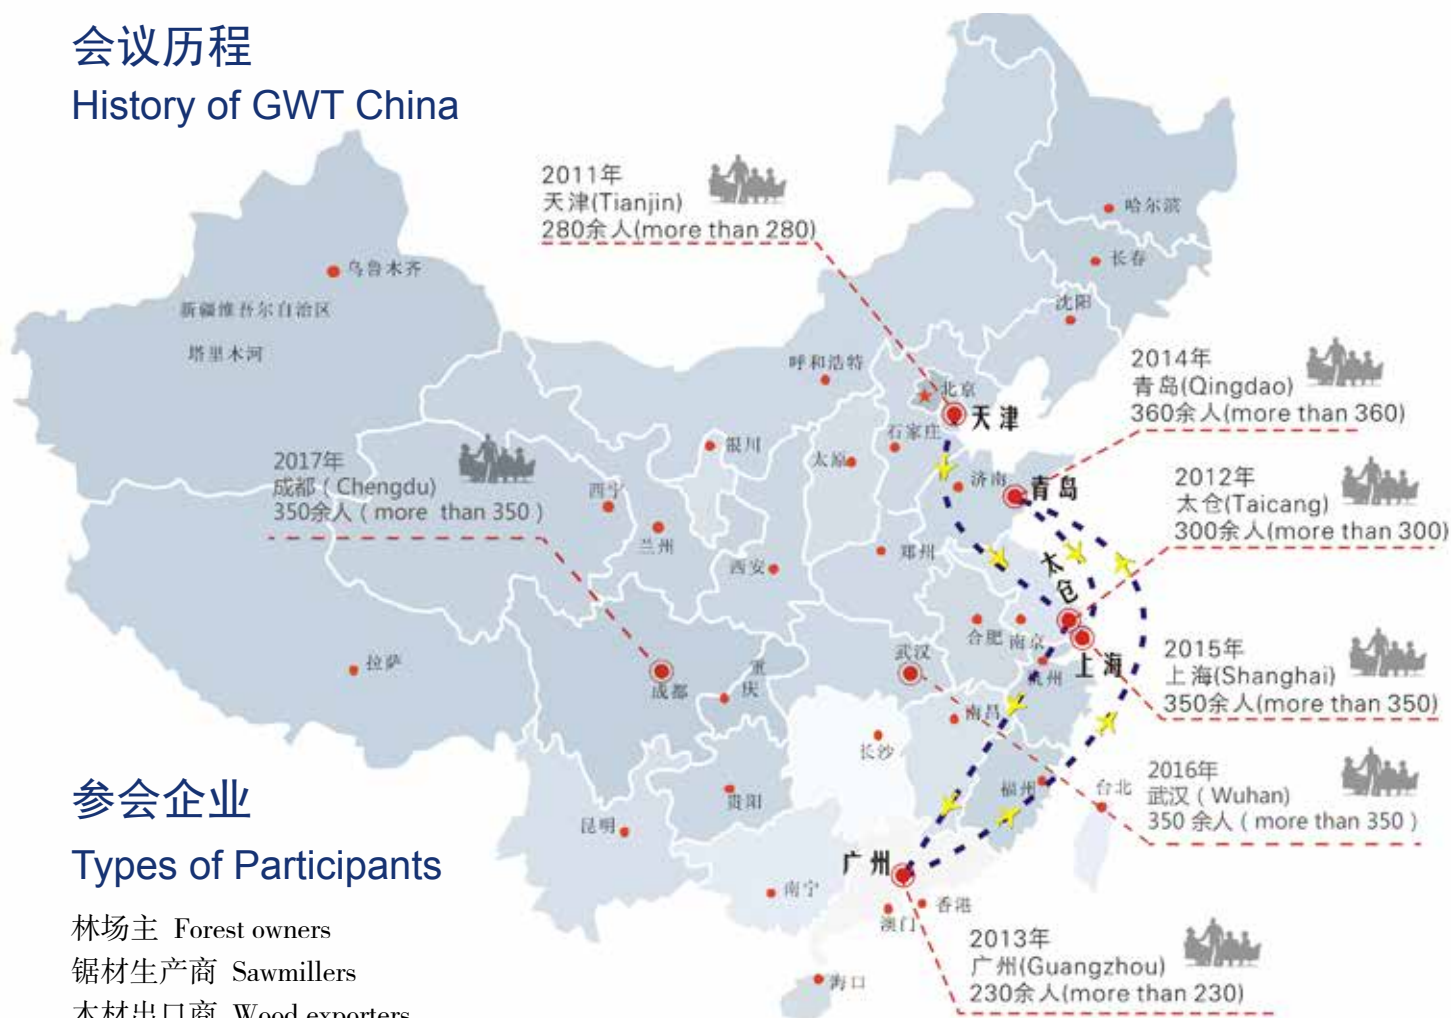 会议历程
History of GWT China
2011年
天津(Tianjin)
280余人(more than 280)
哈尔滨
长春
沈阳
乌鲁木齐
新疆维吾尔自治区
塔里木河
呼和浩特
北京
天津
石家庄
银川
太原
济南
青岛
2014年
青岛(Qingdao)
360余人(more than 360)
2017年
成都（Chengdu)
350余人（more than 350）
西宁
兰州
西安
郑州
2012年
太仓(Taicang)
300余人(more than 300)
太仓
合肥
南京
上海
杭州
武汉
拉萨
成都
重庆
南昌
长沙
2015年
上海(Shanghai)
350余人(more than 350)
2016年
武汉（Wuhan)
350 余人（more than 350）
贵阳
福州
台北
昆明
广州
南宁
香港
澳门
海口
2013年
广州(Guangzhou)
230余人(more than 230)
参会企业
Types of Participants
林场主 Forest owners
锯材生产商 Sawmillers
木材出口商 Wood exporters